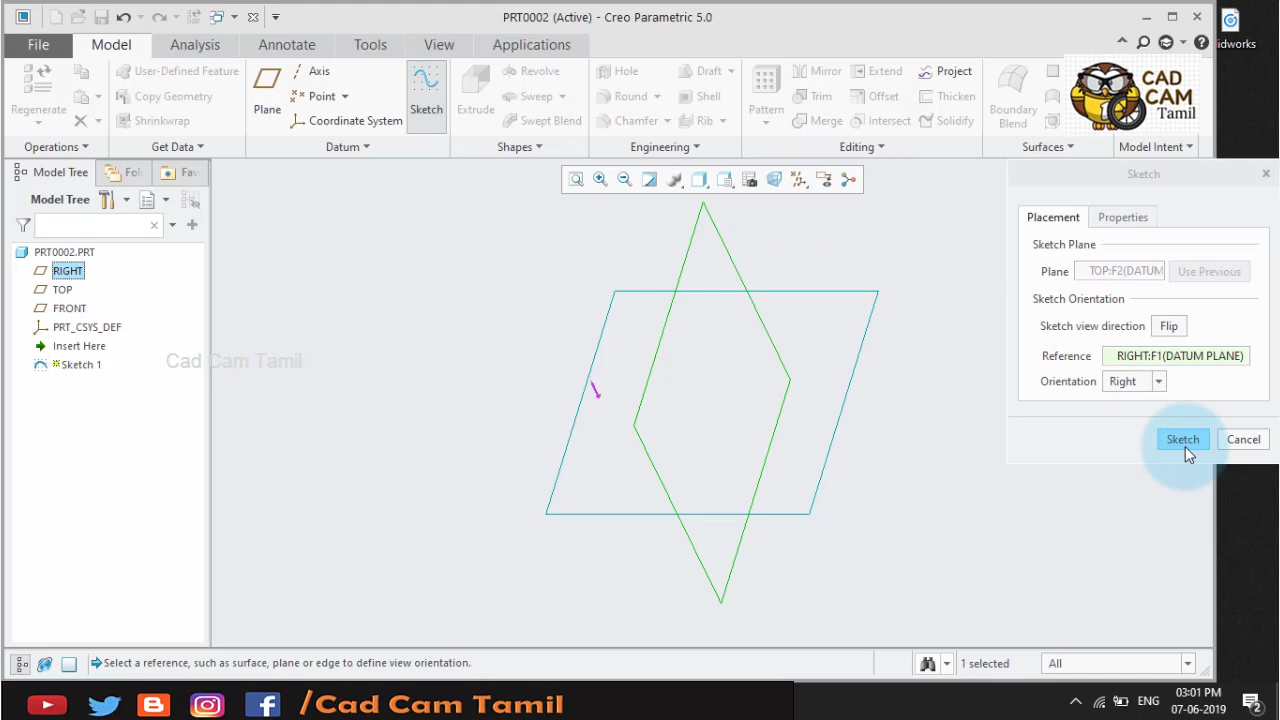 PRT0002 (Active) - Creo Parametric 5.0
File Model Analysis Annotate Tools View Applications
idworks
Regenerate
User-Defined Feature
Copy Geometry
Shrinkwrap
Plane
Axis
Point
Coordinate System
Sketch
Extrude
Revolve
Sweep
Swept Blend
Hole
Round
Chamfer
Draft
Shell
Rib
Pattern
Mirror
Trim
Merge
Extend
Offset
Intersect
Project
Thicken
Solidify
Boundary
Blend
CAD
CAM
Tamil
Operations Get Data Datum Shapes Engineering Editing Surfaces Model Intent
Model Tree Fol Fav
Model Tree
PRT0002.PRT
RIGHT
TOP
FRONT
PRT_CSYS_DEF
Insert Here
Sketch 1
Cad Cam Tamil
Sketch
Placement Properties
Sketch Plane
Plane TOP:F2(DATUM Use Previous
Sketch Orientation
Sketch view direction Flip
Reference RIGHT:F1(DATUM PLANE)
Orientation Right
Sketch Cancel
Select a reference, such as surface, plane or edge to define view orientation.
1 selected All
/Cad Cam Tamil
ENG
03:01 PM
07-06-2019
2